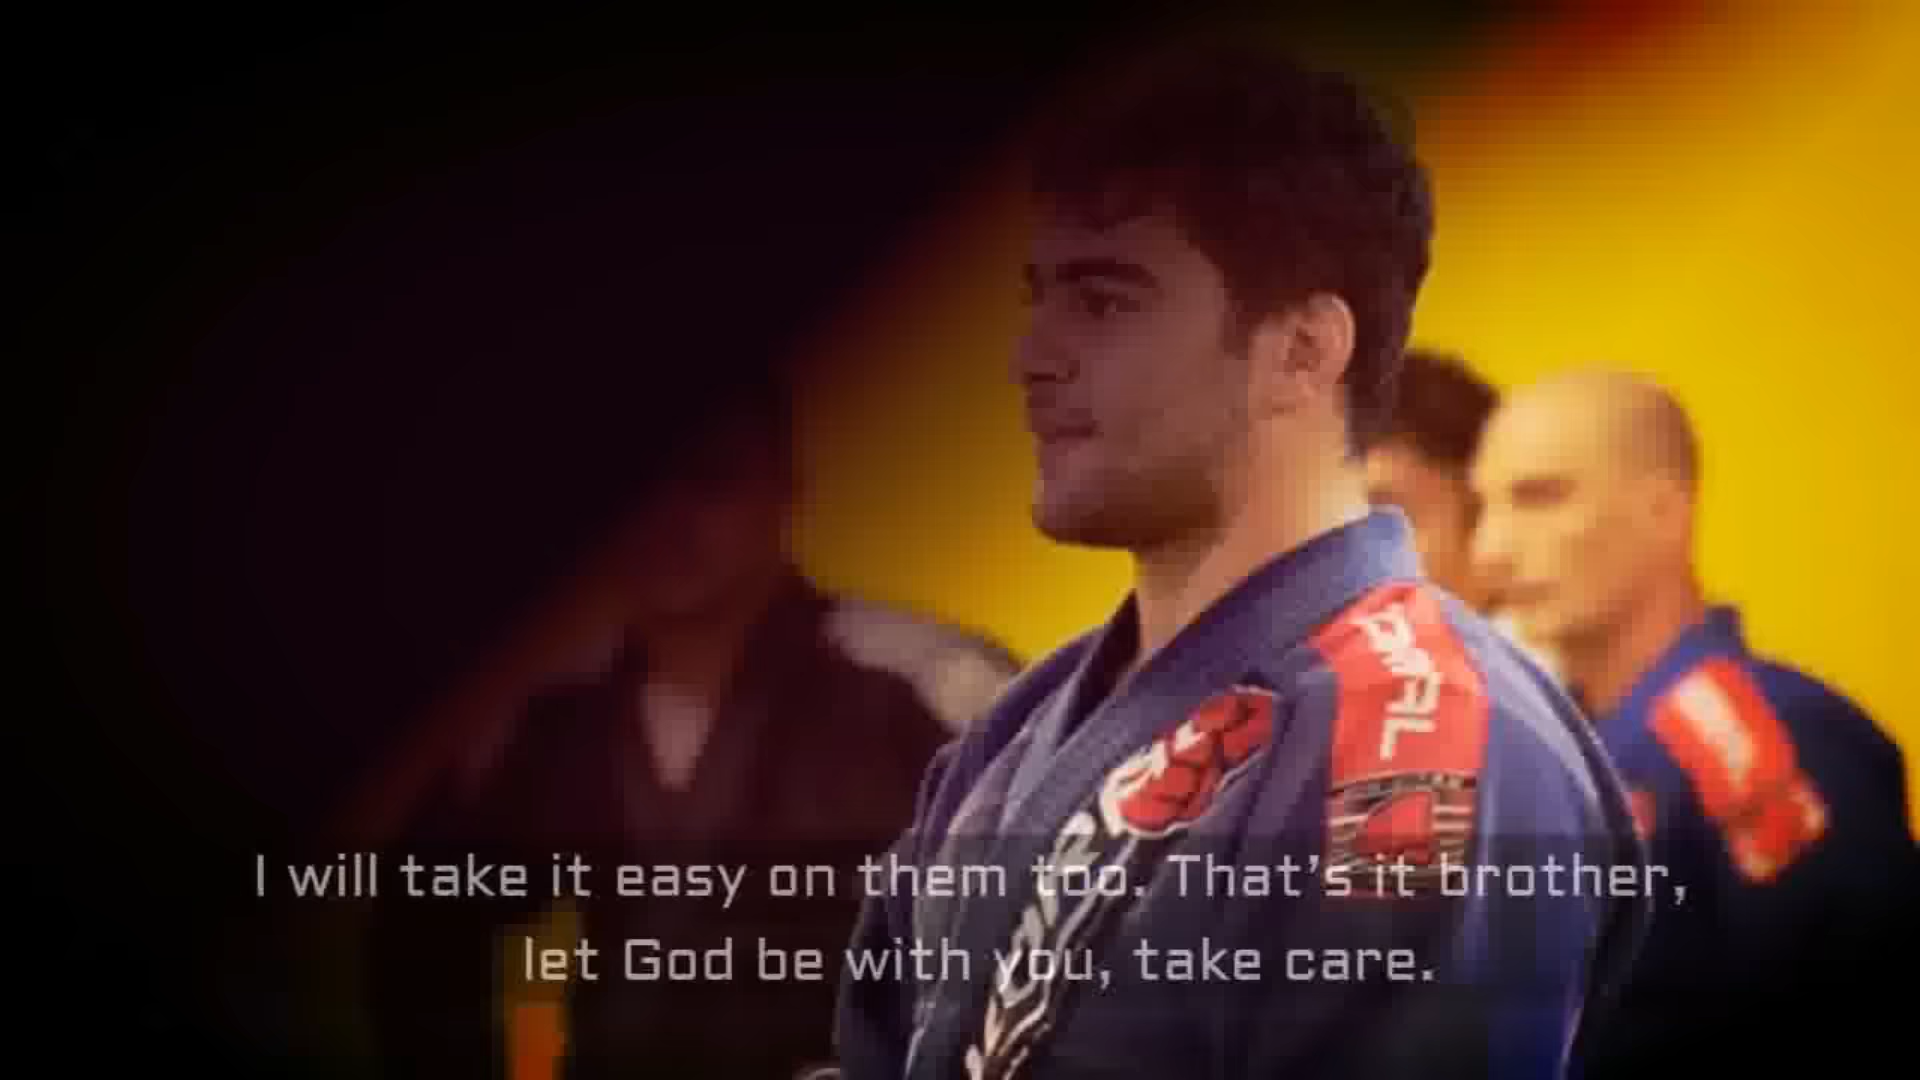 I will take it easy on them too. That's it brother,
let God be with you, take care.